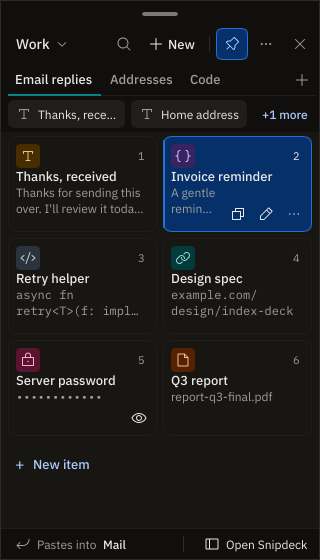 Work
New
Email replies
Addresses
Code
Thanks, rece...
Home address
+1 more
1
Thanks, received
Thanks for sending this
over. I'll review it toda...
{ }
2
Invoice reminder
A gentle
remin...
</>
3
Retry helper
async fn
retry<T>(f: impl…
4
Design spec
example.com/
design/index-deck
5
Server password
••••••••••••
6
Q3 report
report-q3-final.pdf
+ New item
Pastes into Mail
Open Snipdeck